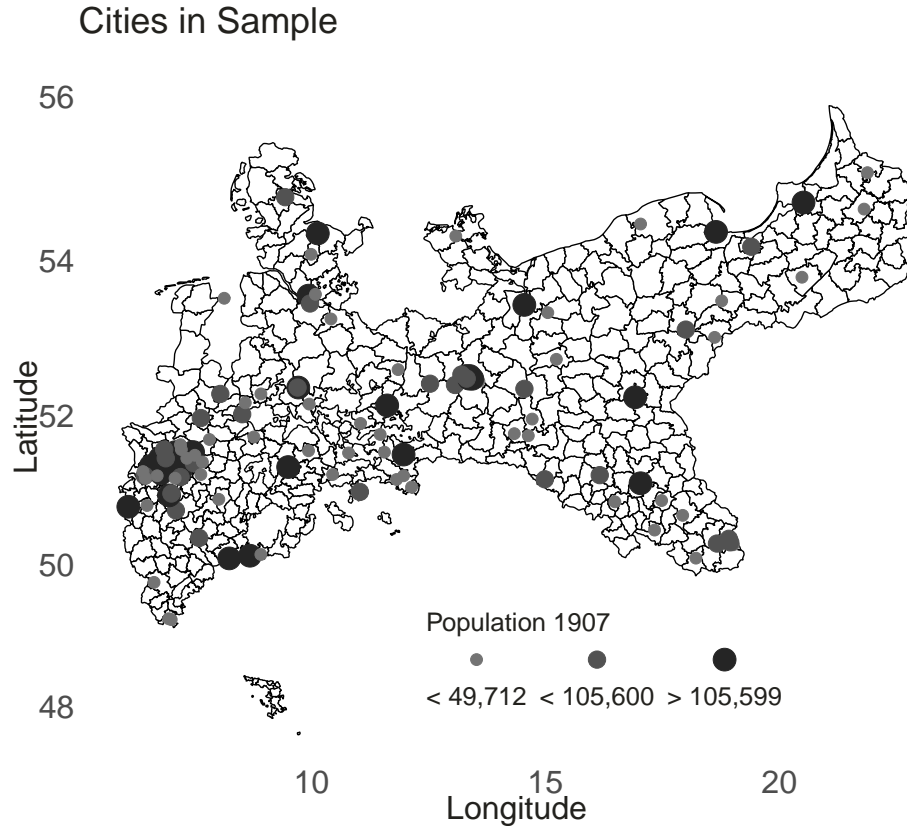 Cities in Sample
56
54
52
50
48
Latitude
Population 1907
< 49,712 < 105,600 > 105,599
10 15 20
Longitude